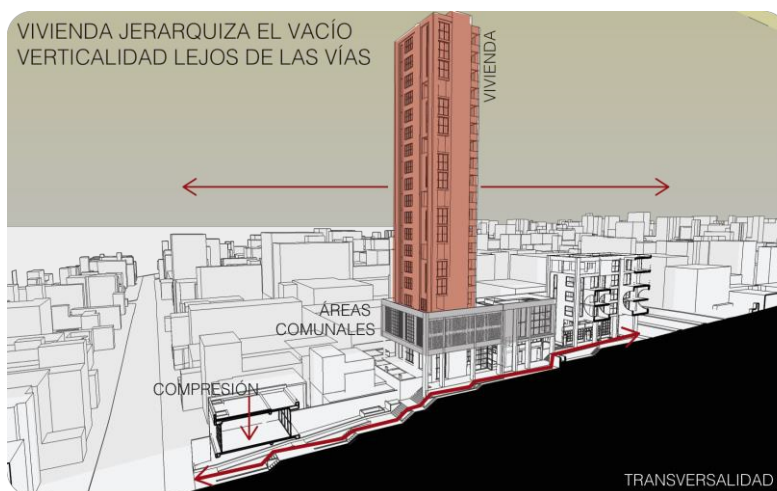 VIVIENDA JERARQUIZA EL VACÍO
VERTICALIDAD LEJOS DE LAS VÍAS
VIVIENDA
ÁREAS
COMUNALES
COMPRESIÓN
TRANSVERSALIDAD